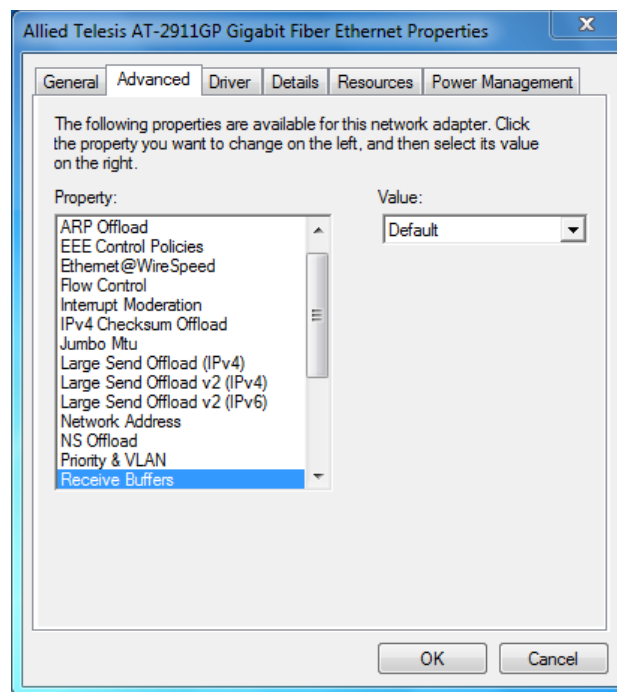 Allied Telesis AT-2911GP Gigabit Fiber Ethernet Properties
General Advanced Driver Details Resources Power Management
The following properties are available for this network adapter. Click
the property you want to change on the left, and then select its value
on the right.
Property:
Value:
ARP Offload
EEE Control Policies
Ethernet@WireSpeed
Flow Control
Interrupt Moderation
IPv4 Checksum Offload
Jumbo Mtu
Large Send Offload (IPv4)
Large Send Offload v2 (IPv4)
Large Send Offload v2 (IPv6)
Network Address
NS Offload
Priority & VLAN
Receive Buffers
Default
OK Cancel